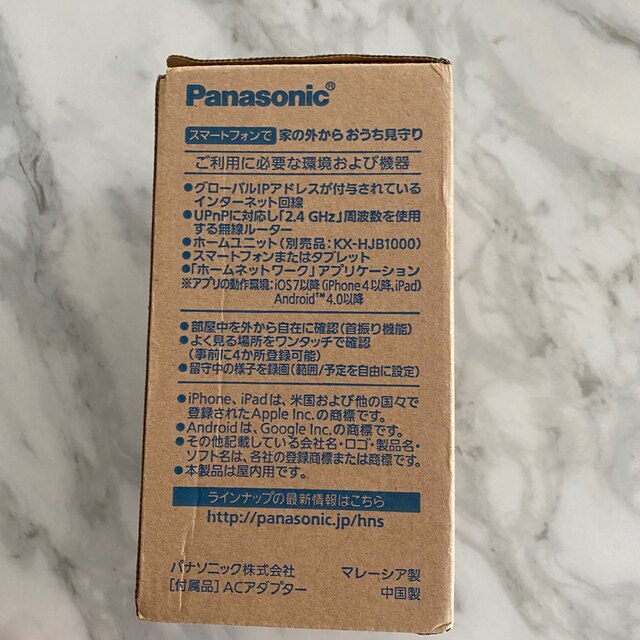 Panasonic®
スマートフォンで 家の外から おうち見守り
ご利用に必要な環境および機器
●グローバルIPアドレスが付与されている
インターネット回線
●UPnPに対応し「2.4 GHz」周波数を使用
する無線ルーター
●ホームユニット(別売品:KX-HJB1000)
●スマートフォンまたはタブレット
●「ホームネットワーク」アプリケーション
※アプリの動作環境:iOS7以降(iPhone4以降、iPad)
Android™4.0以降
●部屋中を外から自在に確認(首振り機能)
●よく見る場所をワンタッチで確認
(事前に4か所登録可能)
●留守中の様子を録画(範囲/予定を自由に設定)
●iPhone、iPadは、米国および他の国々で
登録されたApple Inc.の商標です。
●Androidは、Google Inc.の商標です。
●その他記載している会社名・ロゴ・製品名・
ソフト名は、各社の登録商標または商標です。
●本製品は屋内用です。
ラインナップの最新情報はこちら
http://panasonic.jp/hns
パナソニック株式会社 マレーシア製
[付属品]ACアダプター 中国製